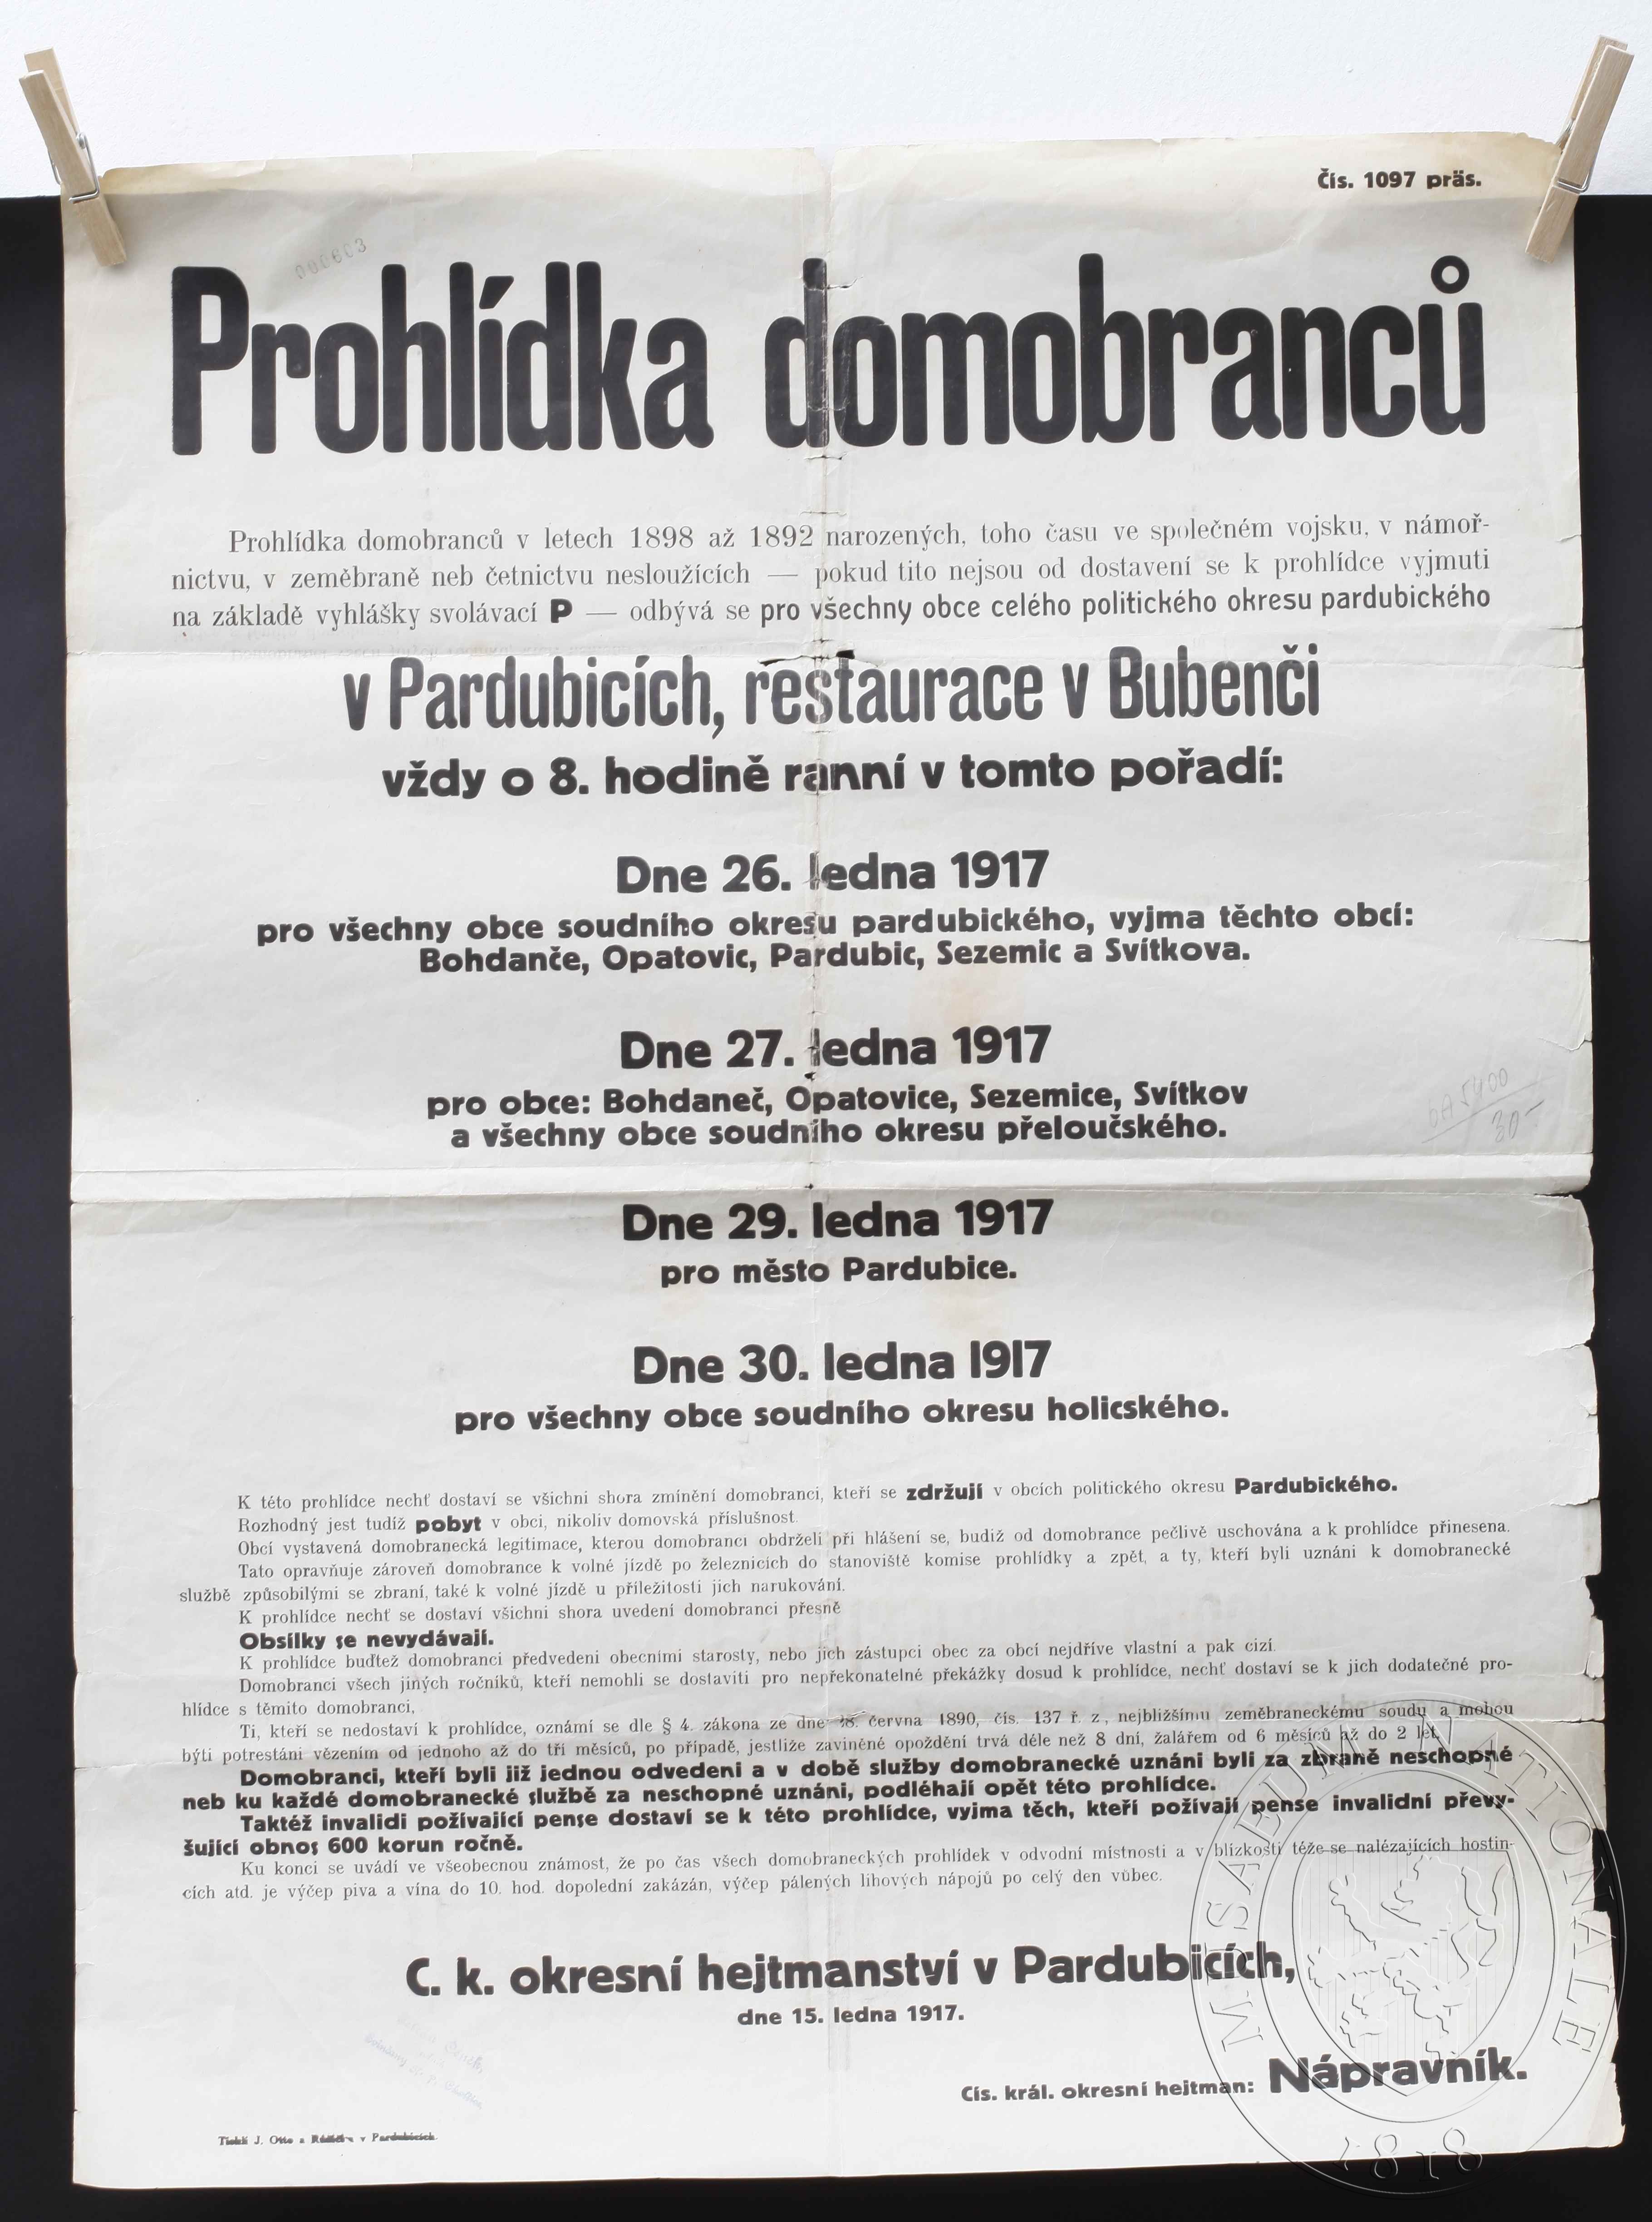 Čís. 1097 präs.
000603
Prohlídka domobranců
Prohlídka domobranců v letech 1898 až 1892 narozených, toho času ve společném vojsku, v námoř-
nictvu, v zeměbraně neb četnictvu nesloužících — pokud tito nejsou od dostavení se k prohlídce vyjmuti
na základě vyhlášky svolávací P — odbývá se pro všechny obce celého politického okresu pardubického
v Pardubicích, restaurace v Bubenči
vždy o 8. hodině ranní v tomto pořadí:
Dne 26. ledna 1917
pro všechny obce soudního okresu pardubického, vyjma těchto obcí:
Bohdanče, Opatovic, Pardubic, Sezemic a Svítkova.
Dne 27. ledna 1917
pro obce: Bohdaneč, Opatovice, Sezemice, Svítkov
a všechny obce soudního okresu přeloučského.
30-
Dne 29. ledna 1917
pro město Pardubice.
Dne 30. ledna 1917
pro všechny obce soudního okresu holicského.
K této prohlídce nechť dostaví se všichni shora zmínění domobranci, kteří se zdržují v obcích politického okresu Pardubického.
Rozhodný jest tudíž pobyt v obci, nikoliv domovská příslušnost.
Obcí vystavená domobranecká legitimace, kterou domobranci obdrželi při hlášení se, budiž od domobrance pečlivě uschována a k prohlídce přinesena.
Tato opravňuje zároveň domobrance k volné jízdě po železnicích do stanoviště komise prohlídky a zpět, a ty, kteří byli uznáni k domobranecké
službě způsobilými se zbraní, také k volné jízdě u příležitosti jich narukování.
K prohlídce nechť se dostaví všichni shora uvedení domobranci přesně
Obsílky se nevydávají.
K prohlídce buďtež domobranci předvedeni obecními starosty, nebo jich zástupci obec za obcí nejdříve vlastní a pak cizí.
Domobranci všech jiných ročníků, kteří nemohli se dostaviti pro nepřekonatelné překážky dosud k prohlídce, nechť dostaví se k jich dodatečné pro-
hlídce s těmito domobranci,
Ti, kteří se nedostaví k prohlídce, oznámí se dle § 4. zákona ze dne 28. června 1890, čís. 137 ř. z., nejbližšímu zeměbraneckému soudu a mohou
býti potrestáni vězením od jednoho až do tří měsíců, po případě, jestliže zaviněné opoždění trvá déle než 8 dní, žalářem od 6 měsíců až do 2 let.
Domobranci, kteří byli již jednou odvedeni a v době služby domobranecké uznáni byli za zbraně neschopné
neb ku každé domobranecké službě za neschopné uznáni, podléhají opět této prohlídce.
Taktéž invalidi požívající pense dostaví se k této prohlídce, vyjma těch, kteří požívají pense invalidní převy-
šující obnos 600 korun ročně.
Ku konci se uvádí ve všeobecnou známost, že po čas všech domobraneckých prohlídek v odvodní místnosti a v blízkosti téže se nalézajících hostin-
cích atd. je výčep piva a vína do 10. hod. dopolední zakázán, výčep pálených lihových nápojů po celý den vůbec.
C. k. okresní hejtmanství v Pardubicích,
dne 15. ledna 1917.
Cís. král. okresní hejtman: Nápravník.
Tiskli J. Otto a Růžička v Pardubicích.
MUSAEUM NATIONALE
1818